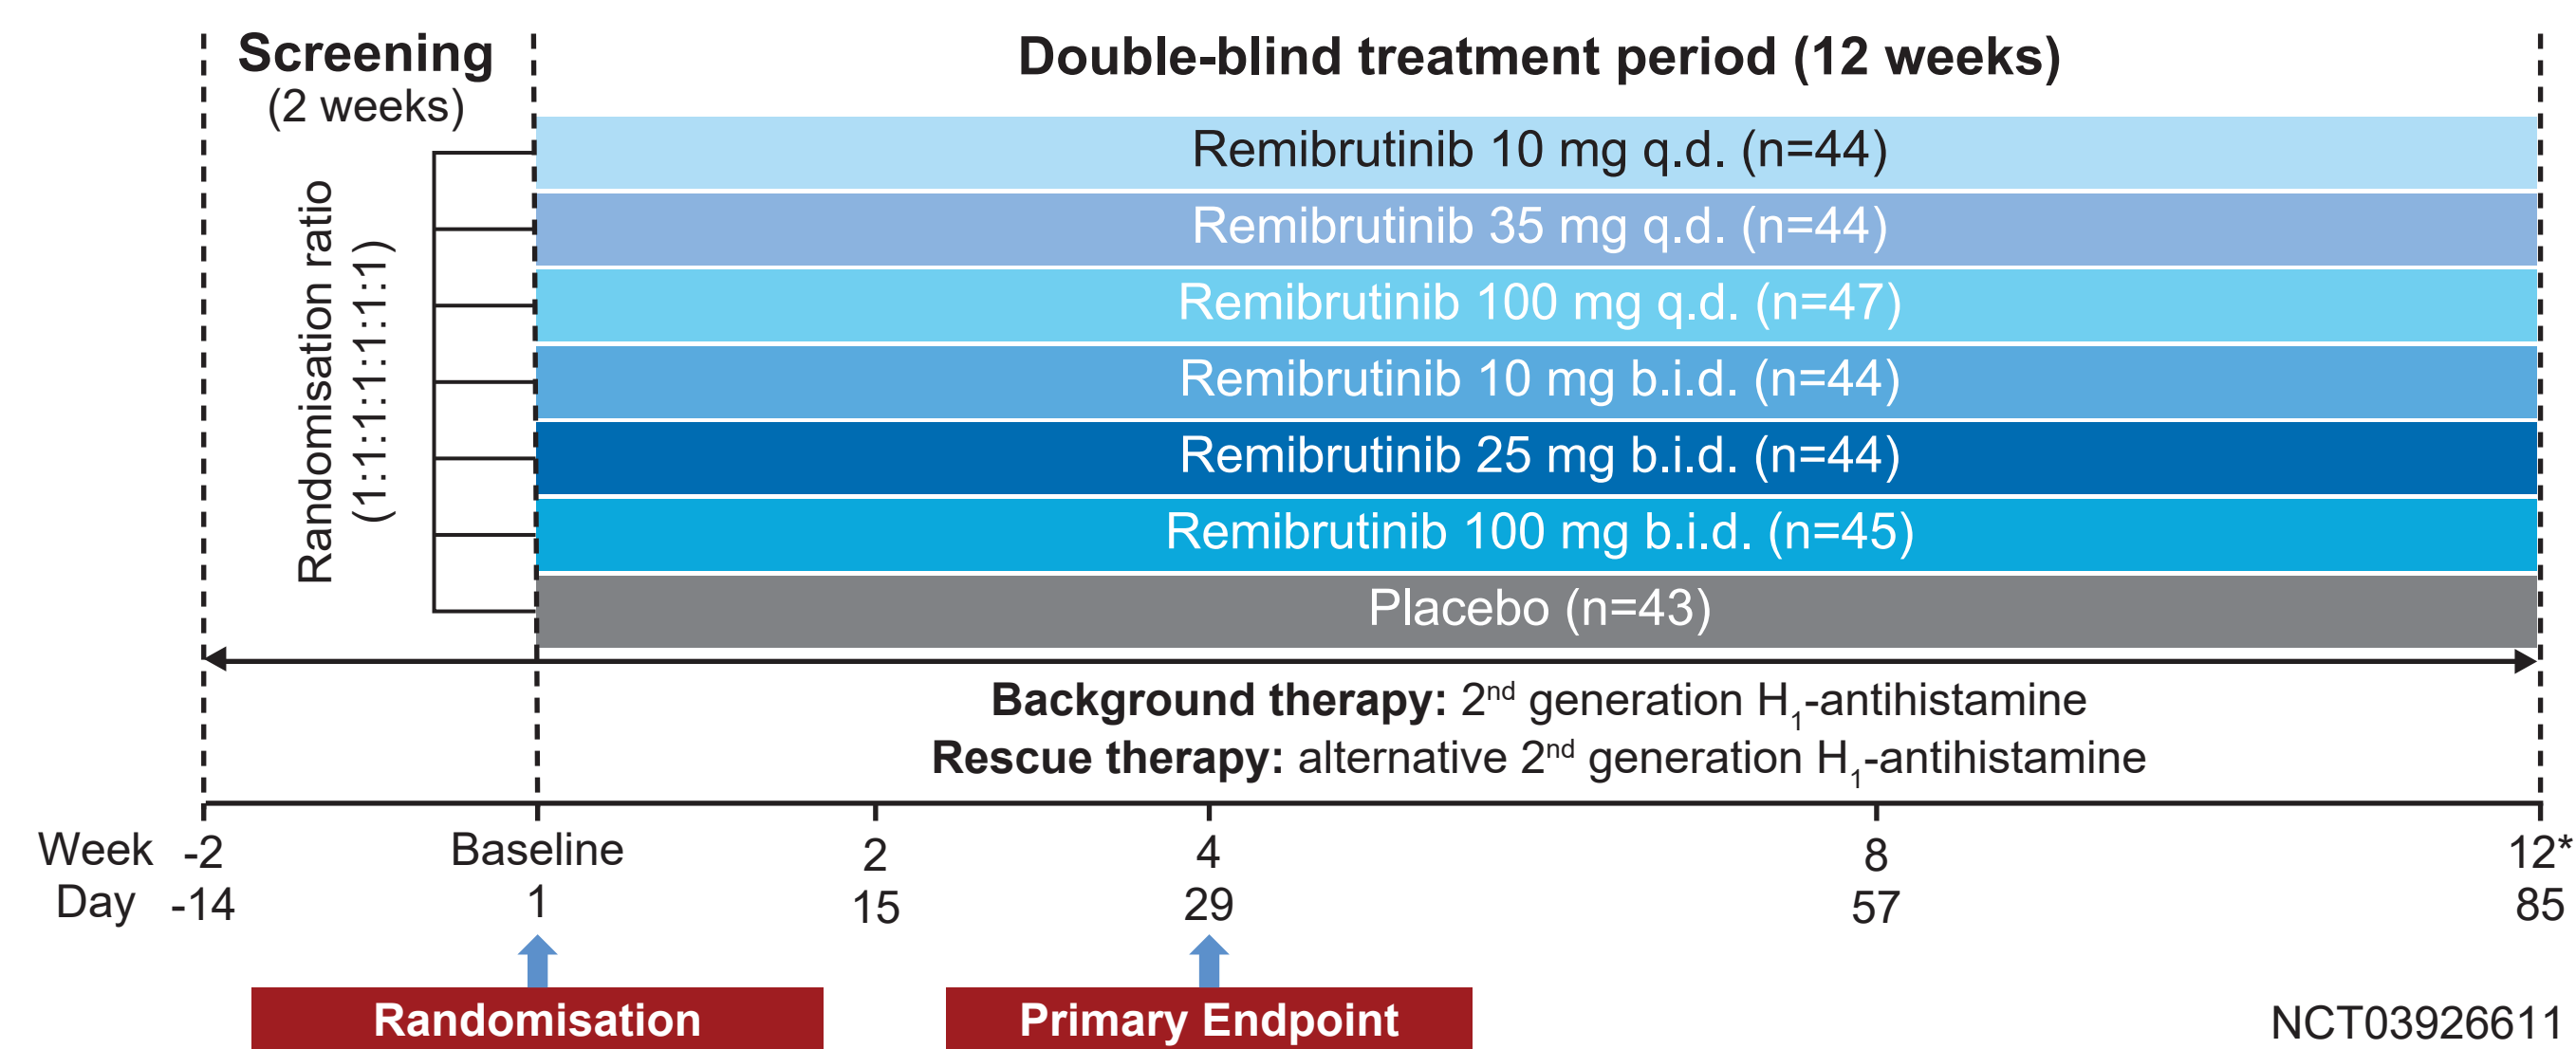 Screening
(2 weeks)
Double-blind treatment period (12 weeks)
Randomisation ratio
(1:1:1:1:1:1:1)
Remibrutinib 10 mg q.d. (n=44)
Remibrutinib 35 mg q.d. (n=44)
Remibrutinib 100 mg q.d. (n=47)
Remibrutinib 10 mg b.i.d. (n=44)
Remibrutinib 25 mg b.i.d. (n=44)
Remibrutinib 100 mg b.i.d. (n=45)
Placebo (n=43)
Background therapy: 2nd generation H1-antihistamine
Rescue therapy: alternative 2nd generation H1-antihistamine
Week -2 Baseline 2 4 8 12*
Day -14 1 15 29 57 85
Randomisation Primary Endpoint
NCT03926611